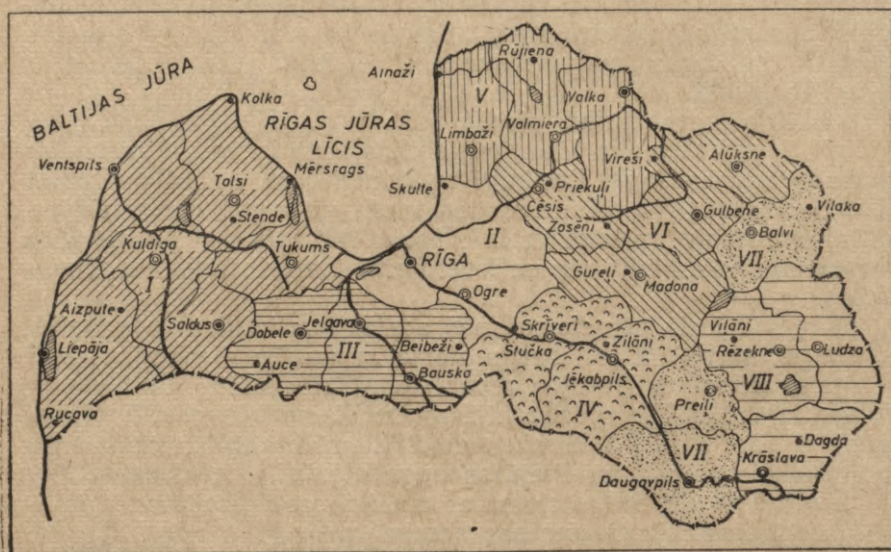 BALTIJAS JŪRA
RĪGAS JŪRAS
LĪCIS
Kolka
Ventspils
Talsi
Stende
Mērsrags
Kuldīga
I
Tukums
Aizpute
Saldus
Liepāja
Rucava
Dobele
Jelgava
III
Auce
Beibeži
Bauska
RĪGA
Ogre
II
Ainaži
Rūjiena
V
Valka
Limbaži
Valmiera
Vireši
Skulte
Priekuļi
Cēsis
Zosēni
Alūksne
Gulbene
VI
Vilaka
Balvi
VII
Gureļi
Madona
Skrīveri
Stučka
Zīlāni
Jēkabpils
IV
Viļāni
Rēzekne
Ludza
VIII
Preiļi
VII
Dagda
Krāslava
Daugavpils